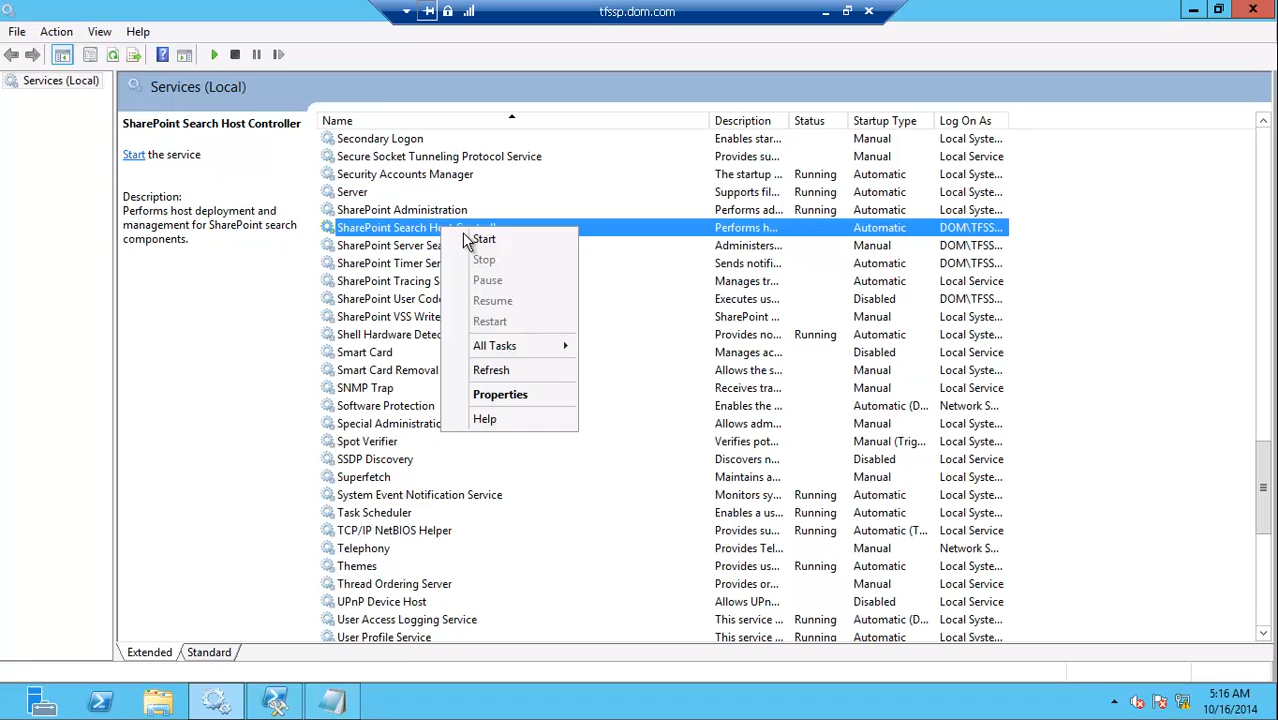 tfssp.dom.com
File Action View Help
Services (Local)
Services (Local)
SharePoint Search Host Controller
Start the service
Description:
Performs host deployment and
management for SharePoint search
components.
Name Description Status Startup Type Log On As
Secondary Logon Enables star... Manual Local Syste...
Secure Socket Tunneling Protocol Service Provides su... Manual Local Service
Security Accounts Manager The startup ... Running Automatic Local Syste...
Server Supports fil... Running Automatic Local Syste...
SharePoint Administration Performs ad... Running Automatic Local Syste...
SharePoint Search Host Performs h... Automatic DOM\TFSS...
SharePoint Server Sea Administers... Manual Local Syste...
SharePoint Timer Ser Sends notifi... Automatic DOM\TFSS...
SharePoint Tracing S Manages tr... Running Automatic Local Service
SharePoint User Code Executes us... Disabled DOM\TFSS...
SharePoint VSS Write SharePoint ... Manual Local Syste...
Shell Hardware Detec Provides no... Running Automatic Local Syste...
Smart Card Manages ac... Disabled Local Service
Smart Card Removal Allows the s... Manual Local Syste...
SNMP Trap Receives tra... Manual Local Service
Software Protection Enables the ... Automatic (D... Network S...
Special Administratic Allows adm... Manual Local Syste...
Spot Verifier Verifies pot... Manual (Trig... Local Syste...
SSDP Discovery Discovers n... Disabled Local Service
Superfetch Maintains a... Manual Local Syste...
System Event Notification Service Monitors sy... Running Automatic Local Syste...
Task Scheduler Enables a us... Running Automatic Local Syste...
TCP/IP NetBIOS Helper Provides su... Running Automatic (T... Local Service
Telephony Provides Tel... Manual Network S...
Themes Provides us... Running Automatic Local Syste...
Thread Ordering Server Provides or... Manual Local Service
UPnP Device Host Allows UPn... Disabled Local Service
User Access Logging Service This service ... Running Automatic (D... Local Syste...
User Profile Service This service ... Running Automatic Local Syste...
Start
Stop
Pause
Resume
Restart
All Tasks
Refresh
Properties
Help
Extended Standard
5:16 AM
10/16/2014